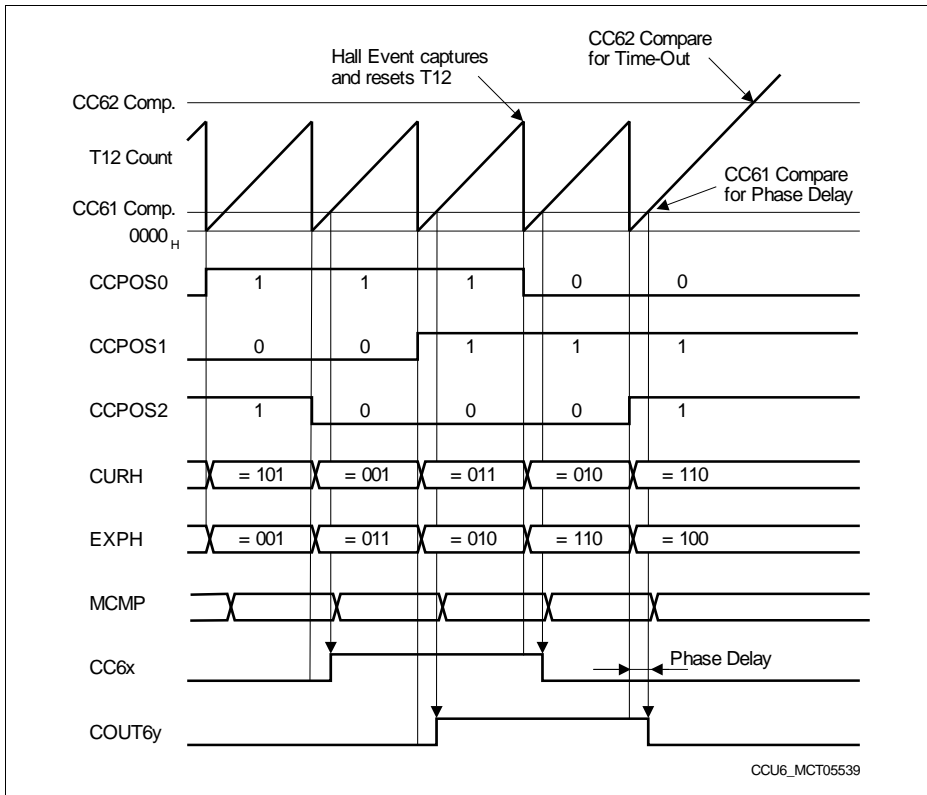 CC62 Compare
for Time-Out
Hall Event captures
and resets T12
CC62 Comp.
T12 Count
CC61 Compare
for Phase Delay
CC61 Comp.
0000 H
CCPOS0 1 1 1 0 0
CCPOS1 0 0 1 1 1
CCPOS2 1 0 0 0 1
CURH = 101 = 001 = 011 = 010 = 110
EXPH = 001 = 011 = 010 = 110 = 100
MCMP
CC6x
Phase Delay
COUT6y
CCU6_MCT05539